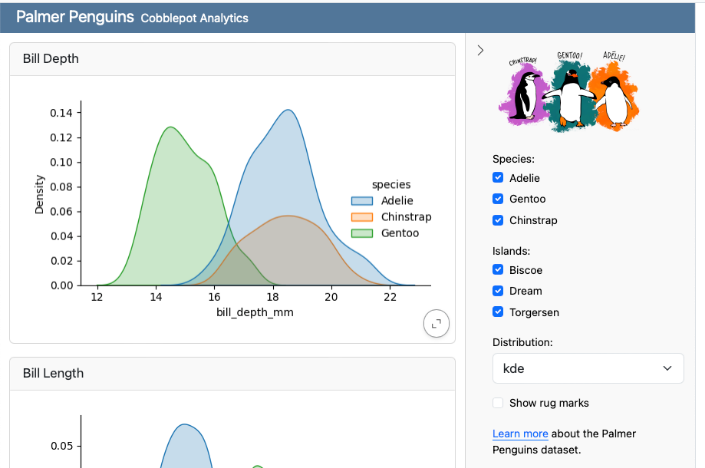 Palmer Penguins Cobblepot Analytics
Bill Depth
0.14
0.12
0.10
0.08
0.06
0.04
0.02
0.00
Density
12 14 16 18 20 22
bill_depth_mm
species
Adelie
Chinstrap
Gentoo
Bill Length
0.05
CHINSTRAP! GENTOO! ADÉLIE!
Species:
Adelie
Gentoo
Chinstrap
Islands:
Biscoe
Dream
Torgersen
Distribution:
kde
Show rug marks
Learn more about the Palmer
Penguins dataset.